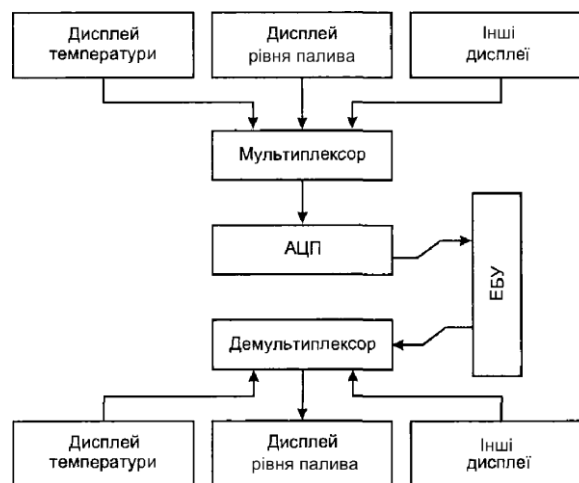 Дисплей
температури
Дисплей
рівня палива
Інші
дисплеї
Мультиплексор
АЦП
ЕБУ
Демультиплексор
Дисплей
температури
Дисплей
рівня палива
Інші
дисплеї